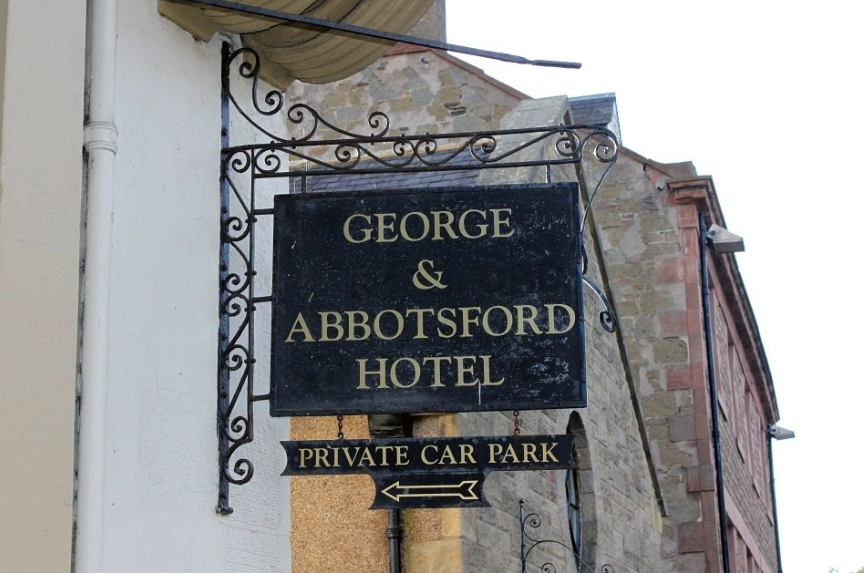 GEORGE
&
ABBOTSFORD
HOTEL
PRIVATE CAR PARK